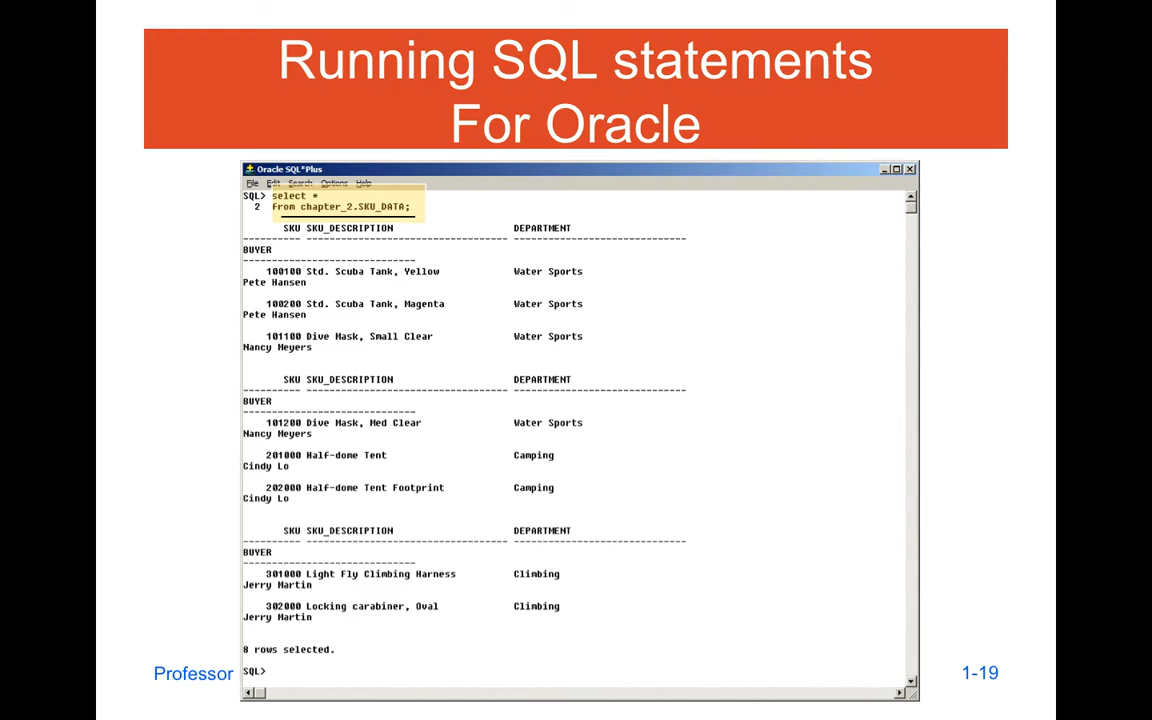 Running SQL statements
For Oracle
Oracle SQL*Plus
File Edit Search Options Help
SQL> select *
2 from chapter_2.SKU_DATA;
SKU SKU_DESCRIPTION DEPARTMENT
---------- ----------------------------------- ------------------------------
BUYER
------------------------------
100100 Std. Scuba Tank, Yellow Water Sports
Pete Hansen
100200 Std. Scuba Tank, Magenta Water Sports
Pete Hansen
101100 Dive Mask, Small Clear Water Sports
Nancy Meyers
SKU SKU_DESCRIPTION DEPARTMENT
---------- ----------------------------------- ------------------------------
BUYER
------------------------------
101200 Dive Mask, Med Clear Water Sports
Nancy Meyers
201000 Half-dome Tent Camping
Cindy Lo
202000 Half-dome Tent Footprint Camping
Cindy Lo
SKU SKU_DESCRIPTION DEPARTMENT
---------- ----------------------------------- ------------------------------
BUYER
------------------------------
301000 Light Fly Climbing Harness Climbing
Jerry Martin
302000 Locking carabiner, Oval Climbing
Jerry Martin
8 rows selected.
SQL>
Professor 1-19